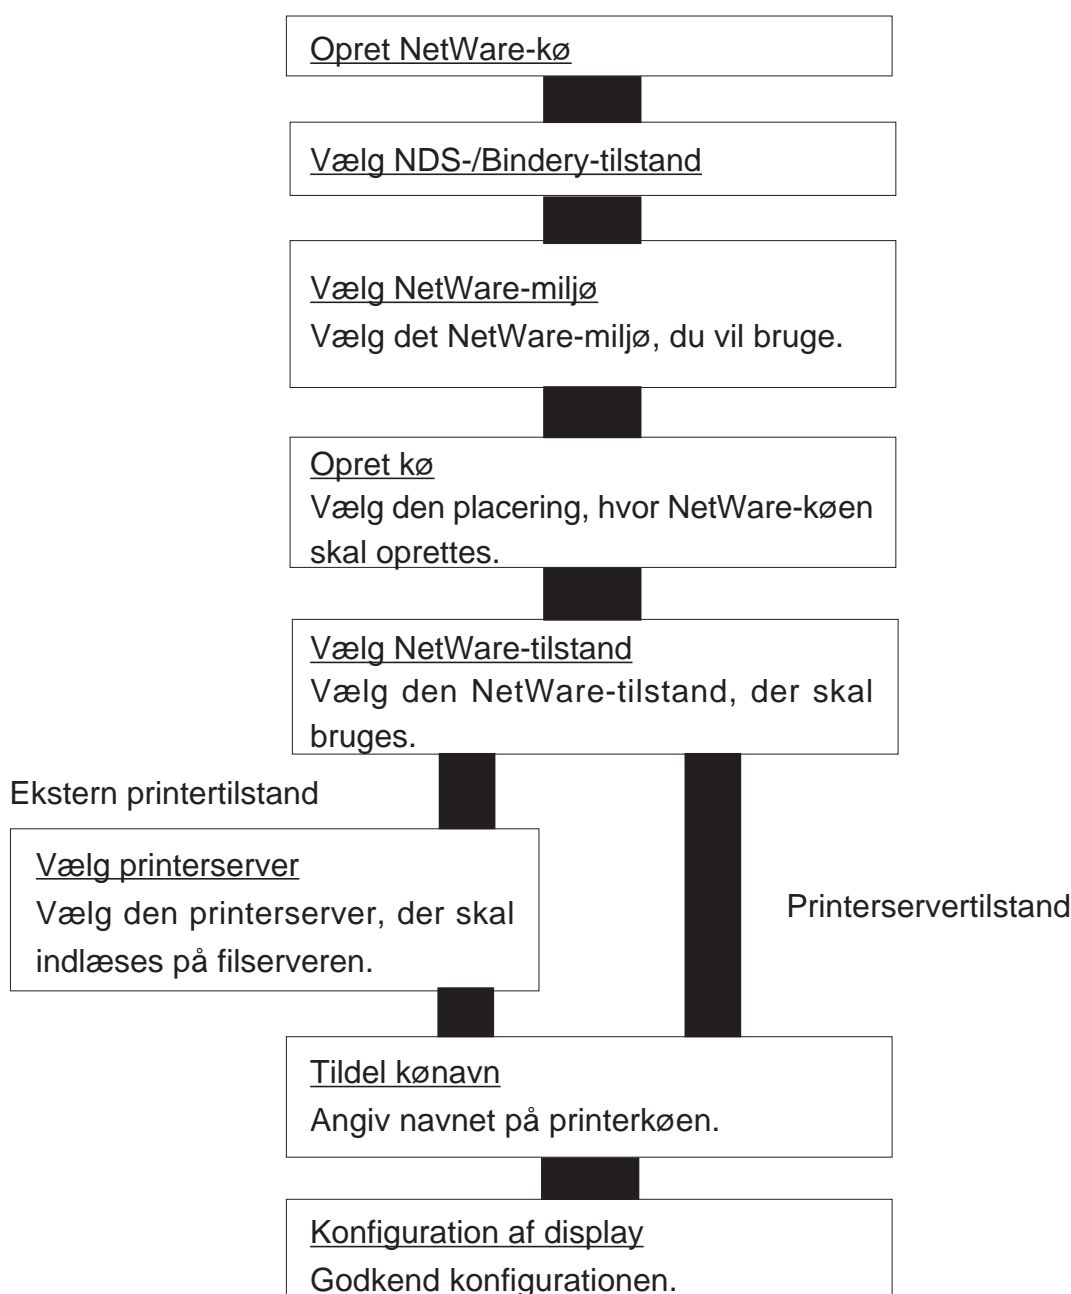 Opret NetWare-kø
Vælg NDS-/Bindery-tilstand
Vælg NetWare-miljø
Vælg det NetWare-miljø, du vil bruge.
Opret kø
Vælg den placering, hvor NetWare-køen
skal oprettes.
Vælg NetWare-tilstand
Vælg den NetWare-tilstand, der skal
bruges.
Ekstern printertilstand
Vælg printerserver
Vælg den printerserver, der skal
indlæses på filserveren.
Printerservertilstand
Tildel kønavn
Angiv navnet på printerkøen.
Konfiguration af display
Godkend konfigurationen.